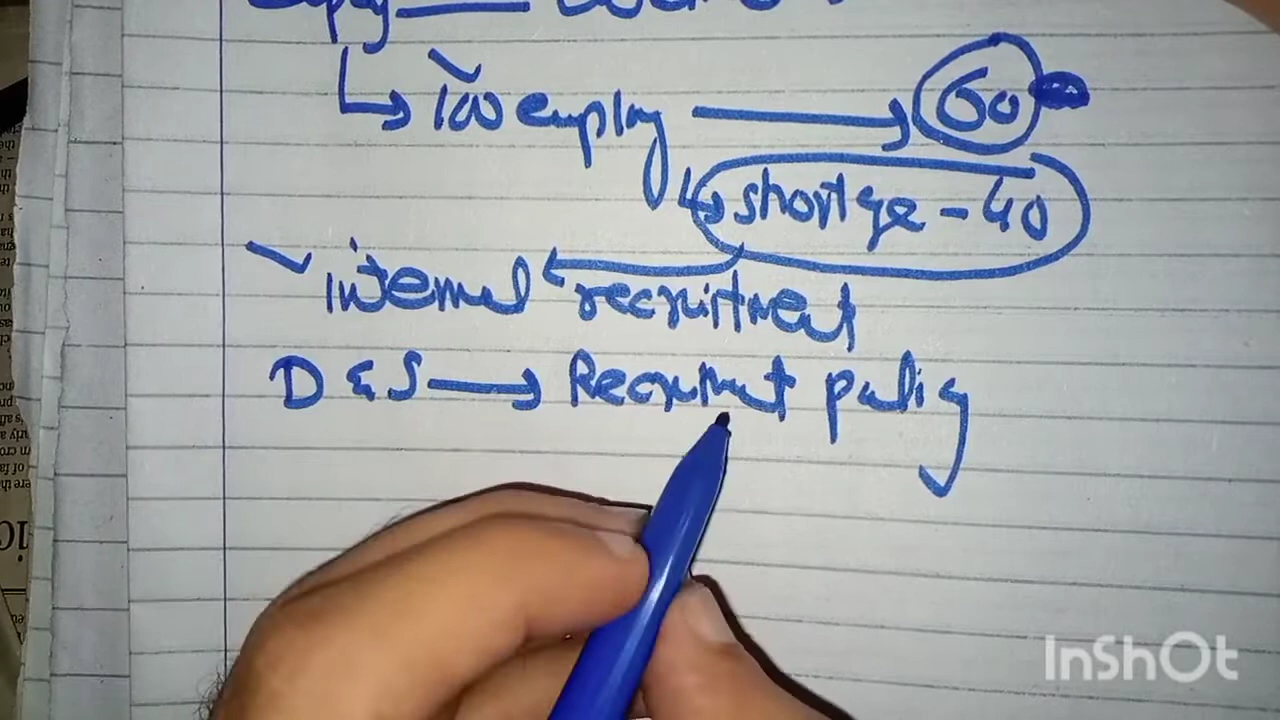 100 employ → 60
↳ shortge - 40
internal recruitment
D & S → Recruitment policy
InShOt